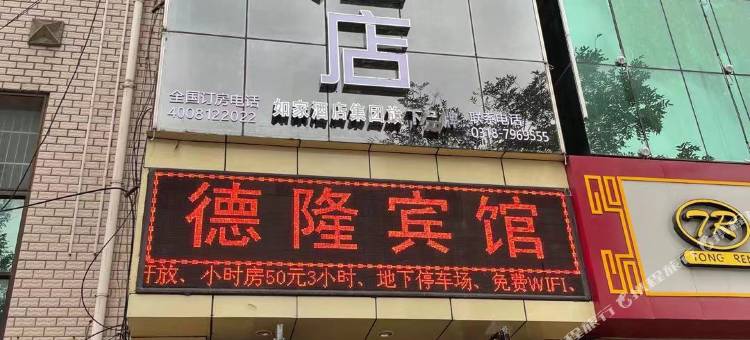 店
全国订房电话
4008122022
如家酒店集团旗下品牌
联系电话
0318-7969555
德隆宾馆
开放、小时房50元3小时、地下停车场、免费WIFI、
TR
TONG REN